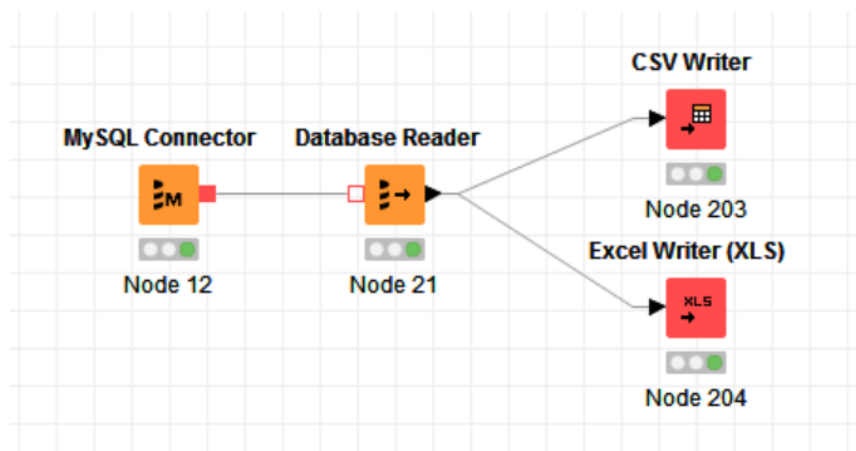 CSV Writer
MySQL Connector
Database Reader
M
Node 203
Excel Writer (XLS)
Node 12
Node 21
XLS
Node 204